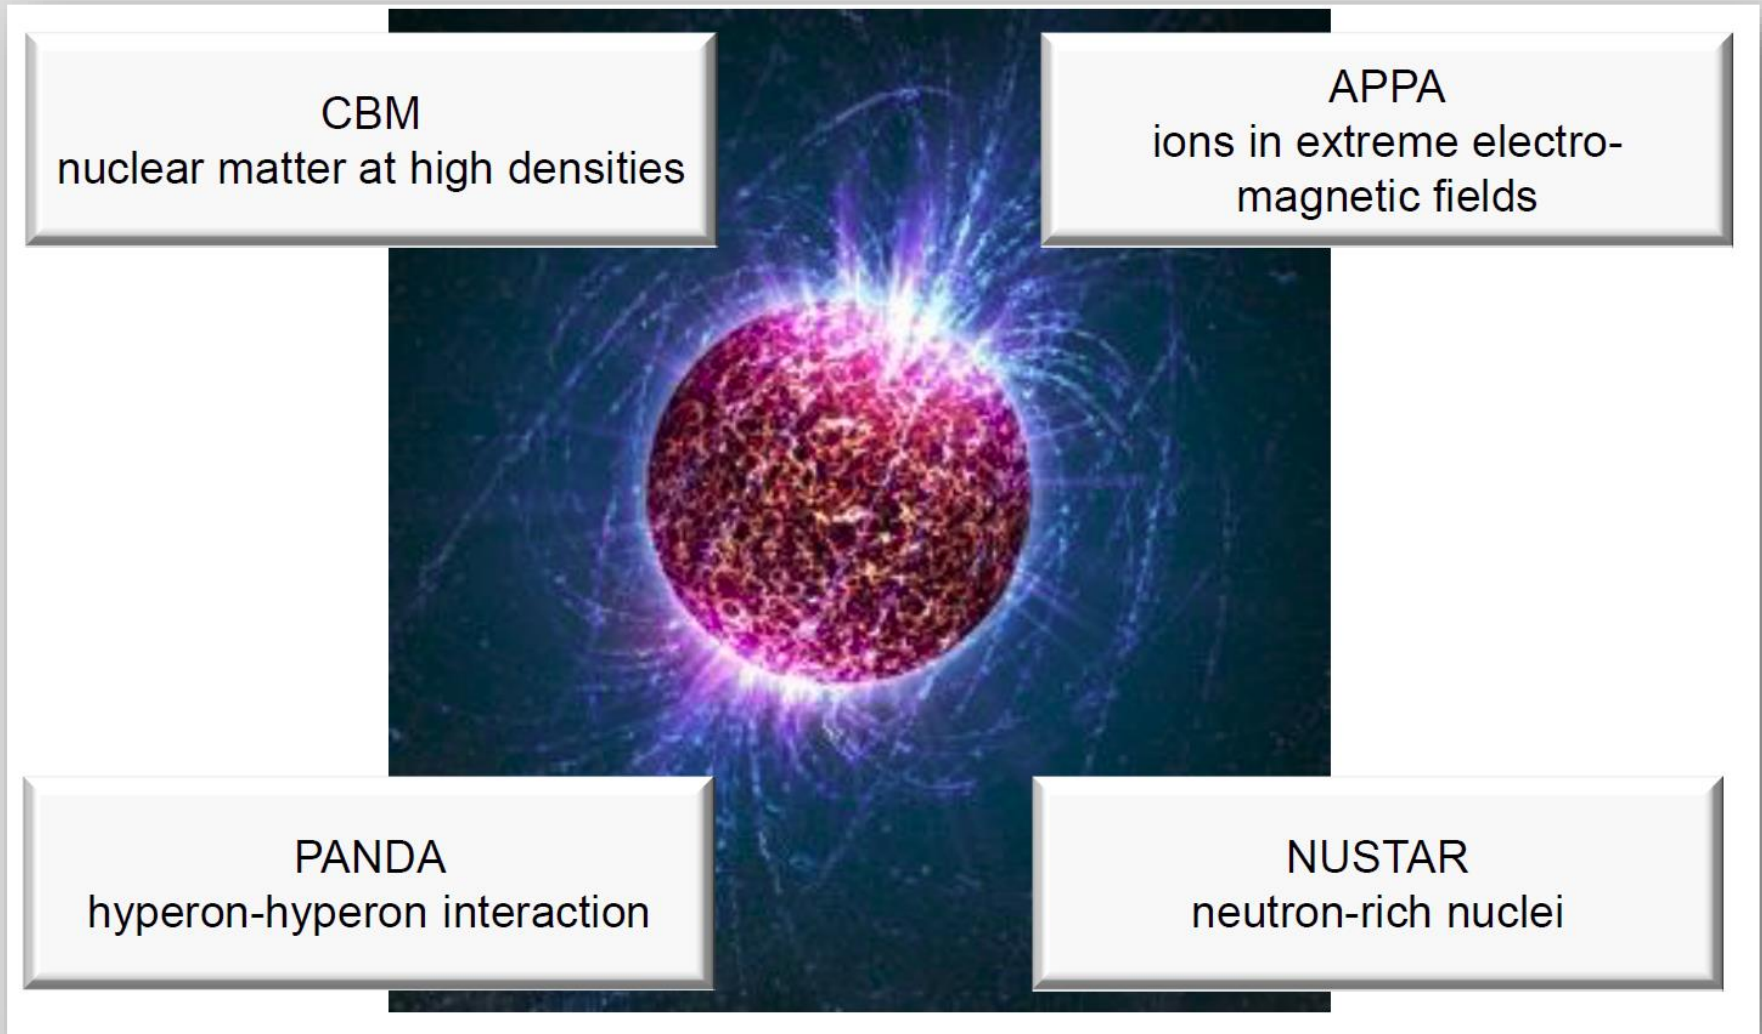 CBM
nuclear matter at high densities
APPA
ions in extreme electro-
magnetic fields
PANDA
hyperon-hyperon interaction
NUSTAR
neutron-rich nuclei